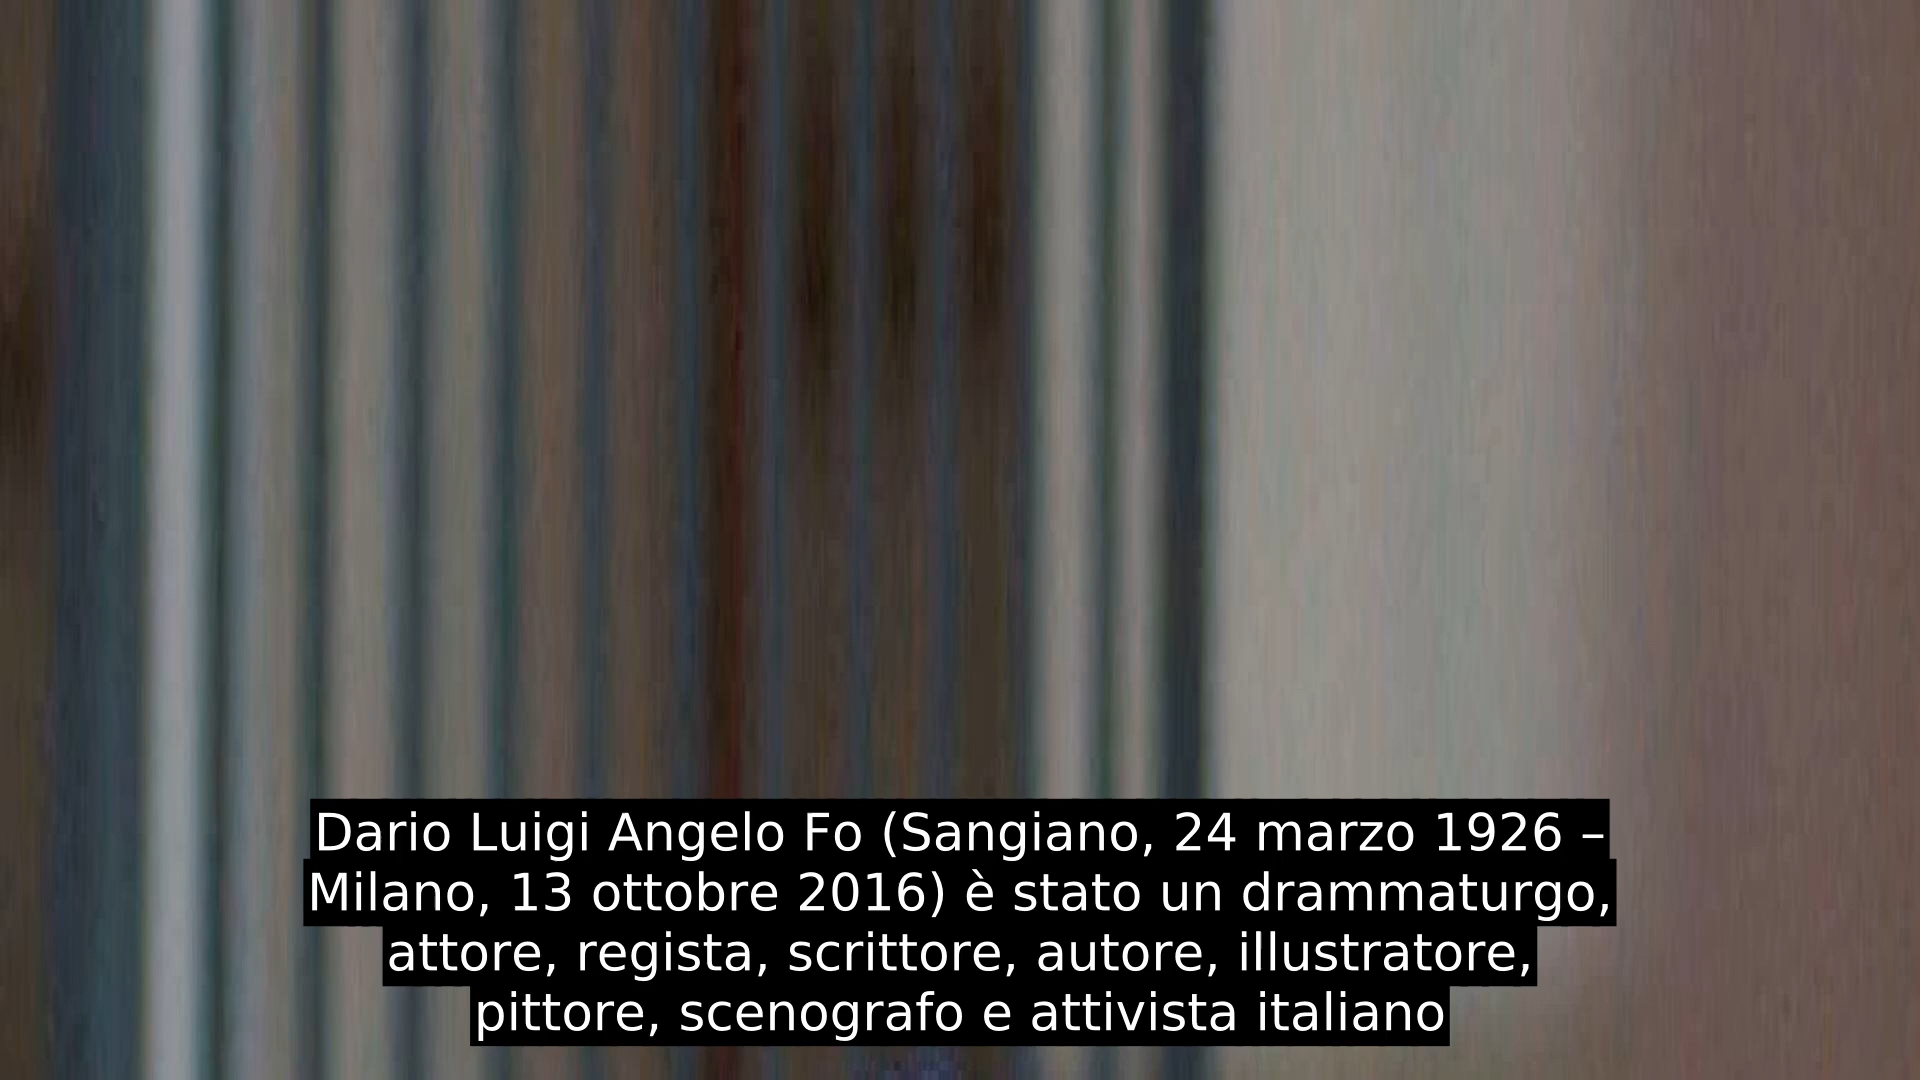 Dario Luigi Angelo Fo (Sangiano, 24 marzo 1926 –
Milano, 13 ottobre 2016) è stato un drammaturgo,
attore, regista, scrittore, autore, illustratore,
pittore, scenografo e attivista italiano